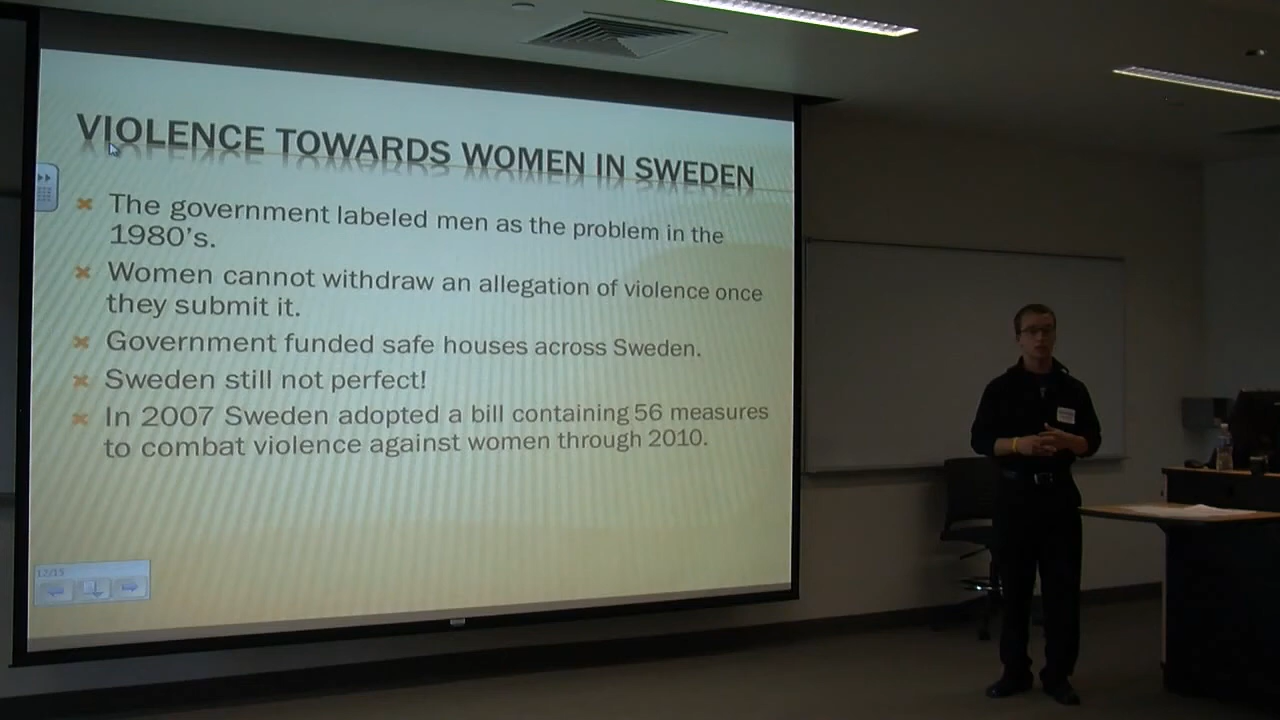 VIOLENCE TOWARDS WOMEN IN SWEDEN
The government labeled men as the problem in the
1980's.
Women cannot withdraw an allegation of violence once
they submit it.
Government funded safe houses across Sweden.
Sweden still not perfect!
In 2007 Sweden adopted a bill containing 56 measures
to combat violence against women through 2010.
12/15